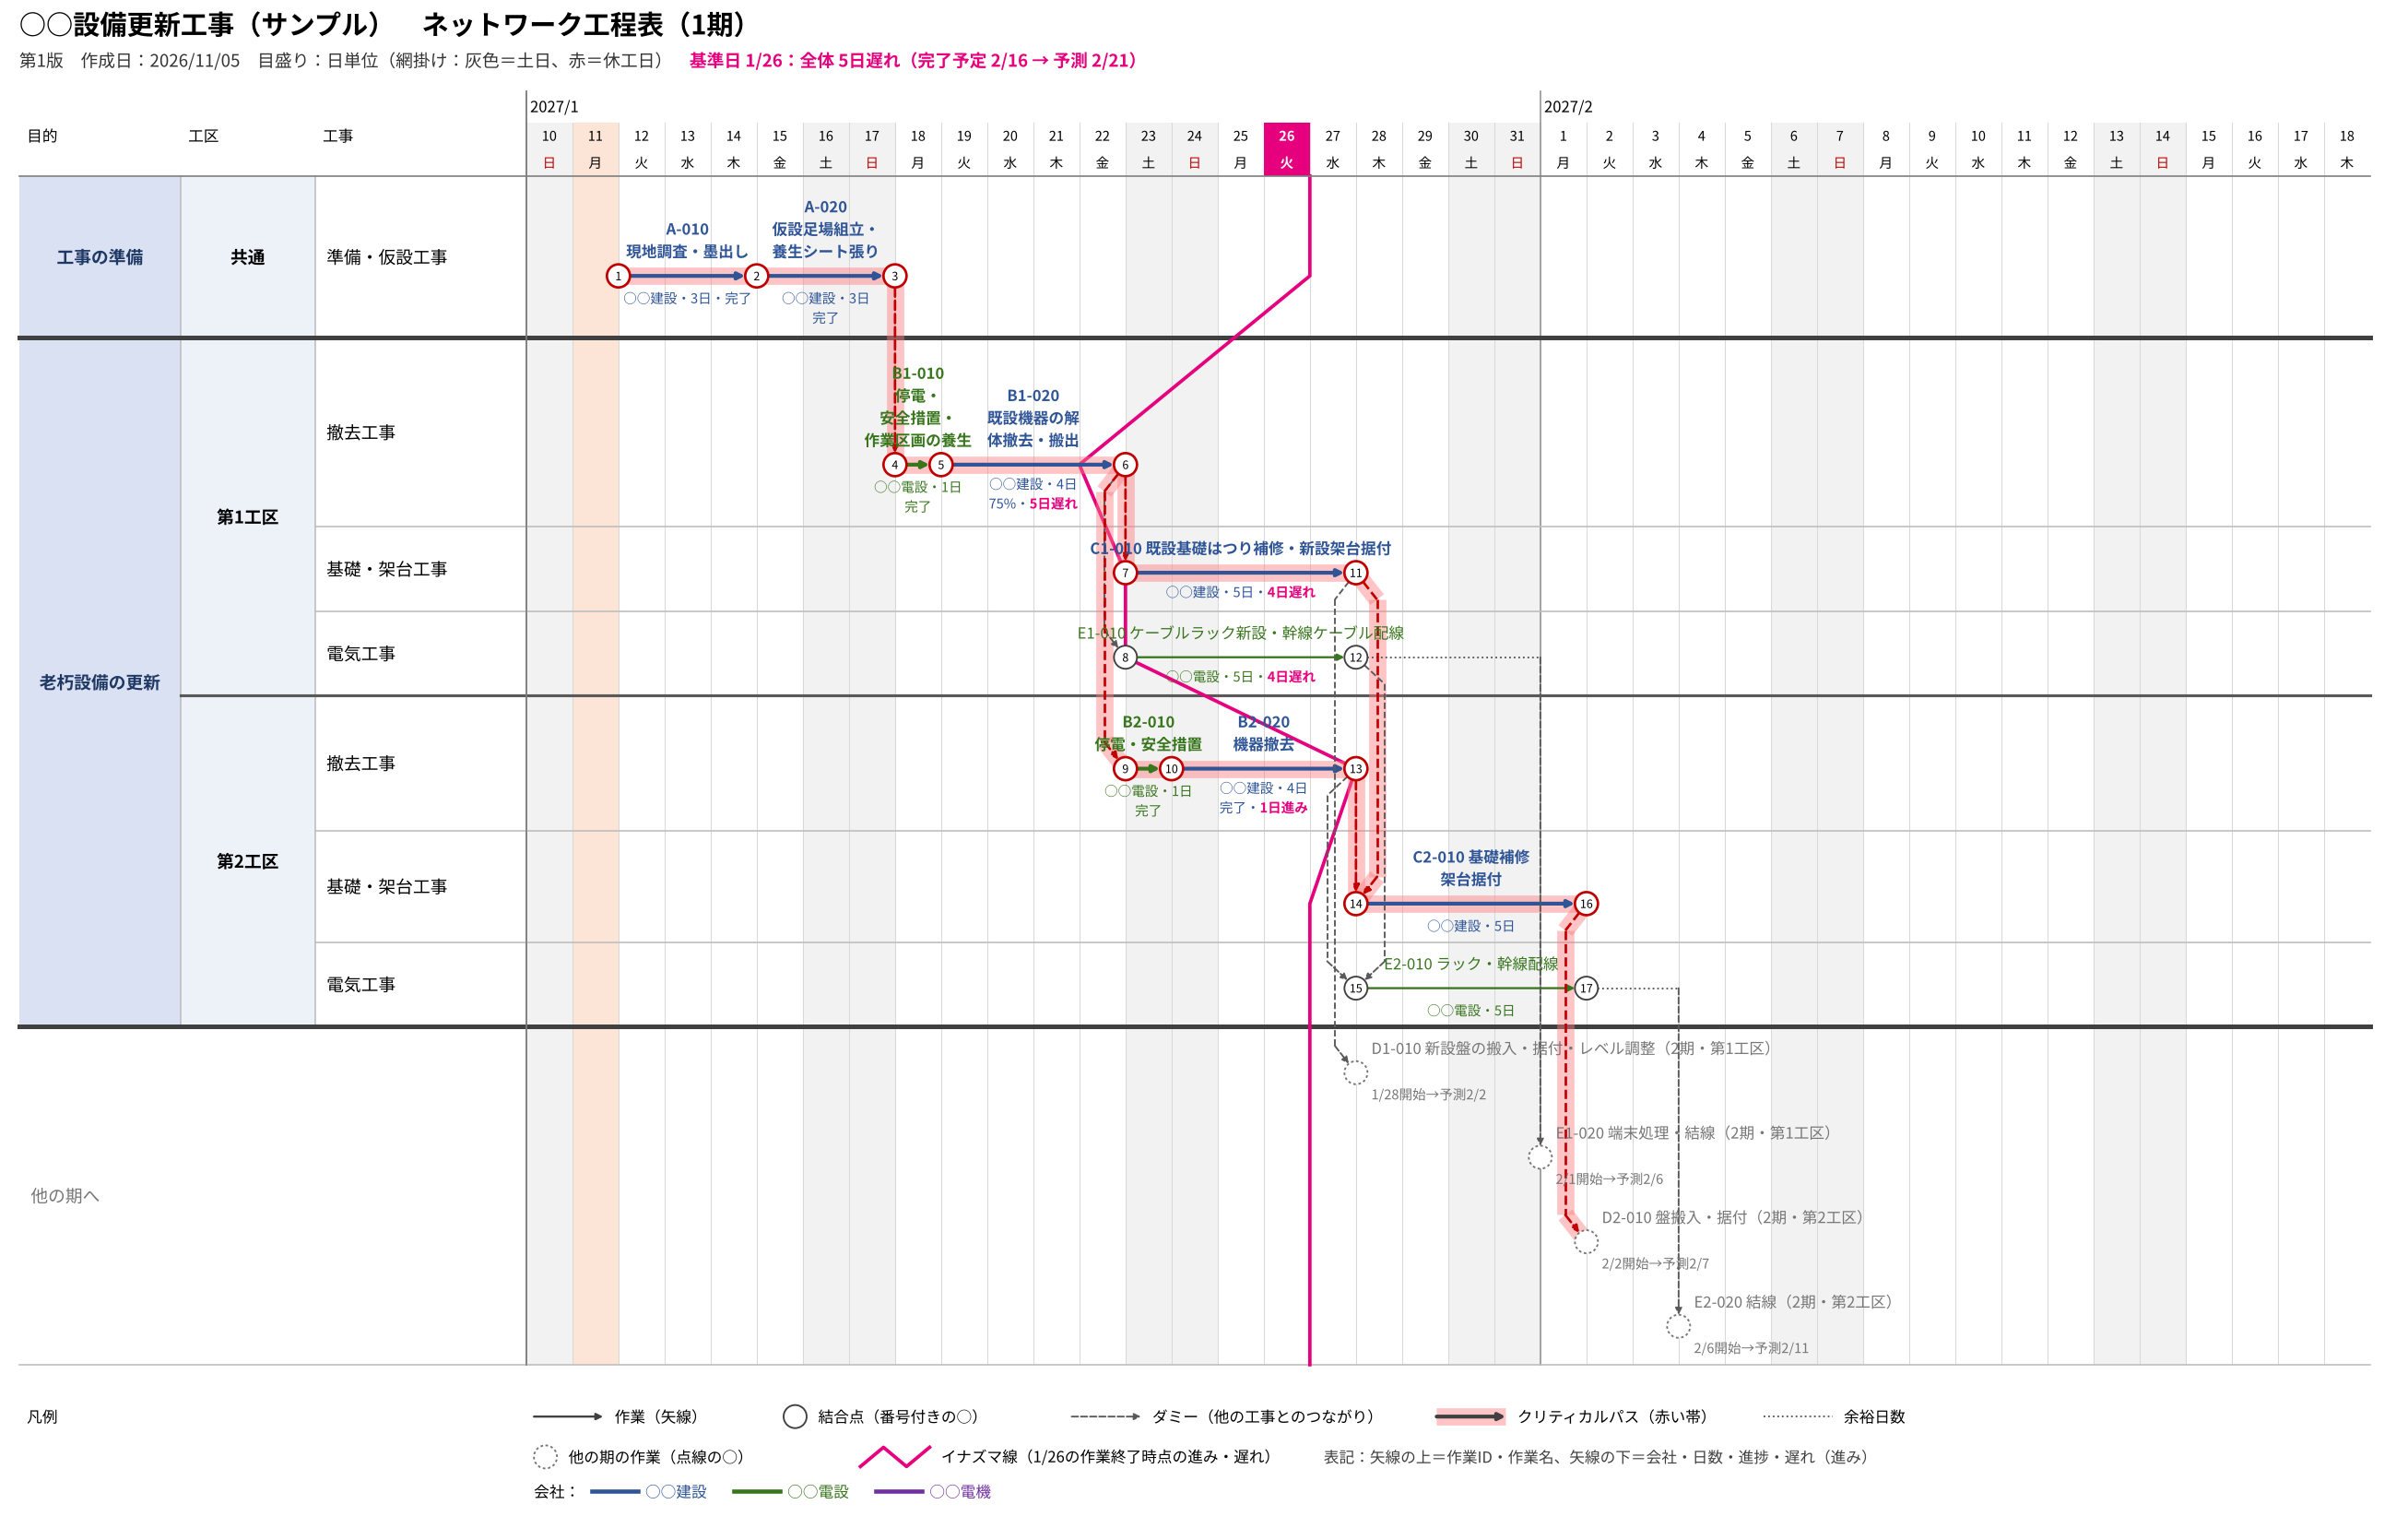 ○○設備更新工事（サンプル）　ネットワーク工程表（1期）
第1版　作成日：2026/11/05　目盛り：日単位（網掛け：灰色＝土日、赤＝休工日）　基準日 1/26：全体 5日遅れ（完了予定 2/16 → 予測 2/21）
2027/1 2027/2
目的 工区 工事 10 11 12 13 14 15 16 17 18 19 20 21 22 23 24 25 26 27 28 29 30 31 1 2 3 4 5 6 7 8 9 10 11 12 13 14 15 16 17 18
日 月 火 水 木 金 土 日 月 火 水 木 金 土 日 月 火 水 木 金 土 日 月 火 水 木 金 土 日 月 火 水 木 金 土 日 月 火 水 木
工事の準備 共通 準備・仮設工事
A-010
現地調査・墨出し
A-020
仮設足場組立・
養生シート張り
1 2 3
○○建設・3日・完了
○○建設・3日
完了
老朽設備の更新
第1工区
撤去工事
B1-010
停電・
安全措置・
作業区画の養生
B1-020
既設機器の解
体撤去・搬出
4 5 6
○○電設・1日
完了
○○建設・4日
75%・5日遅れ
基礎・架台工事
C1-010 既設基礎はつり補修・新設架台据付
7 11
○○建設・5日・4日遅れ
電気工事
E1-010 ケーブルラック新設・幹線ケーブル配線
8 12
○○電設・5日・4日遅れ
第2工区
撤去工事
B2-010
停電・安全措置
B2-020
機器撤去
9 10 13
○○電設・1日
完了
○○建設・4日
完了・1日進み
基礎・架台工事
C2-010 基礎補修
架台据付
14 16
○○建設・5日
電気工事
E2-010 ラック・幹線配線
15 17
○○電設・5日
他の期へ
D1-010 新設盤の搬入・据付・レベル調整（2期・第1工区）
1/28開始→予測2/2
E1-020 端末処理・結線（2期・第1工区）
2/1開始→予測2/6
D2-010 盤搬入・据付（2期・第2工区）
2/2開始→予測2/7
E2-020 結線（2期・第2工区）
2/6開始→予測2/11
凡例 作業（矢線） 結合点（番号付きの○） ダミー（他の工事とのつながり） クリティカルパス（赤い帯） 余裕日数
他の期の作業（点線の○） イナズマ線（1/26の作業終了時点の進み・遅れ） 表記：矢線の上＝作業ID・作業名、矢線の下＝会社・日数・進捗・遅れ（進み）
会社： ○○建設 ○○電設 ○○電機